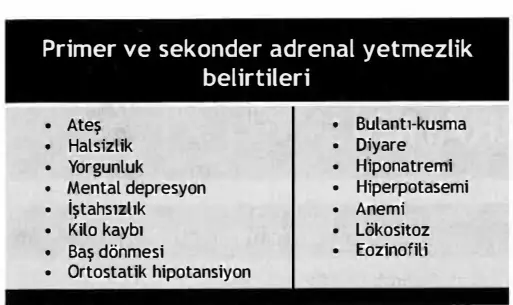 Primer ve sekonder adrenal yetmezlik
belirtileri
• Ateş
• Halsizlik
• Yorgunluk
• Mental depresyon
• İştahsızlık
• Kilo kaybı
• Baş dönmesi
• Ortostatik hipotansiyon
• Bulantı-kusma
• Diyare
• Hiponatremi
• Hiperpotasemi
• Anemi
• Lökositoz
• Eozinofili